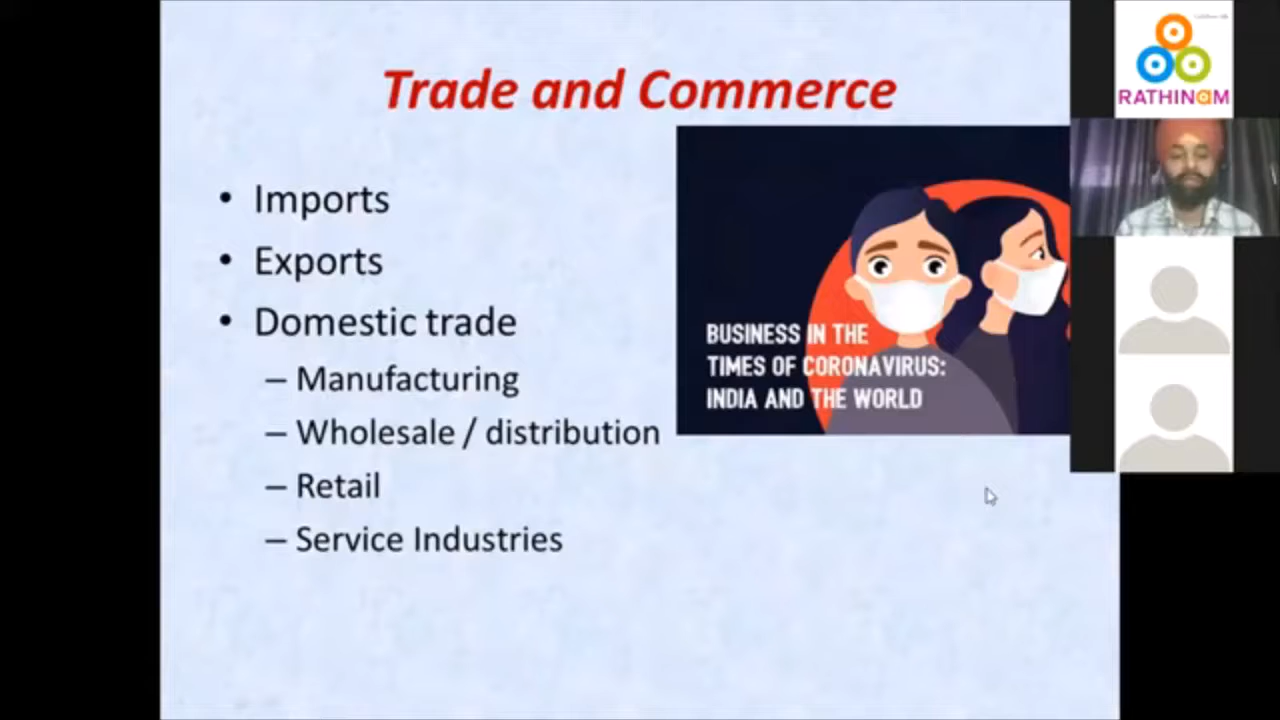 Trade and Commerce
• Imports
• Exports
• Domestic trade
– Manufacturing
– Wholesale / distribution
– Retail
– Service Industries
BUSINESS IN THE
TIMES OF CORONAVIRUS:
INDIA AND THE WORLD
RATHINAM